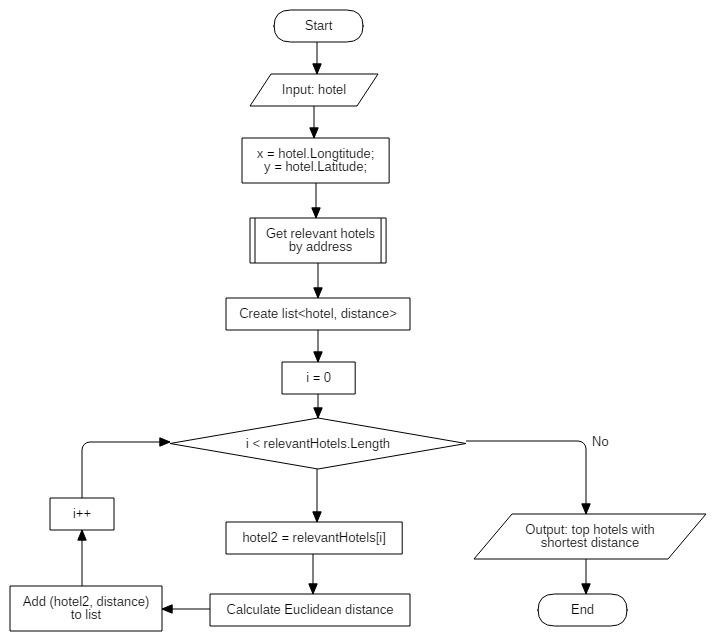 Start
Input: hotel
x = hotel.Longtitude;
y = hotel.Latitude;
Get relevant hotels
by address
Create list<hotel, distance>
i = 0
i < relevantHotels.Length
No
i++
hotel2 = relevantHotels[i]
Output: top hotels with
shortest distance
Add (hotel2, distance)
to list
Calculate Euclidean distance
End